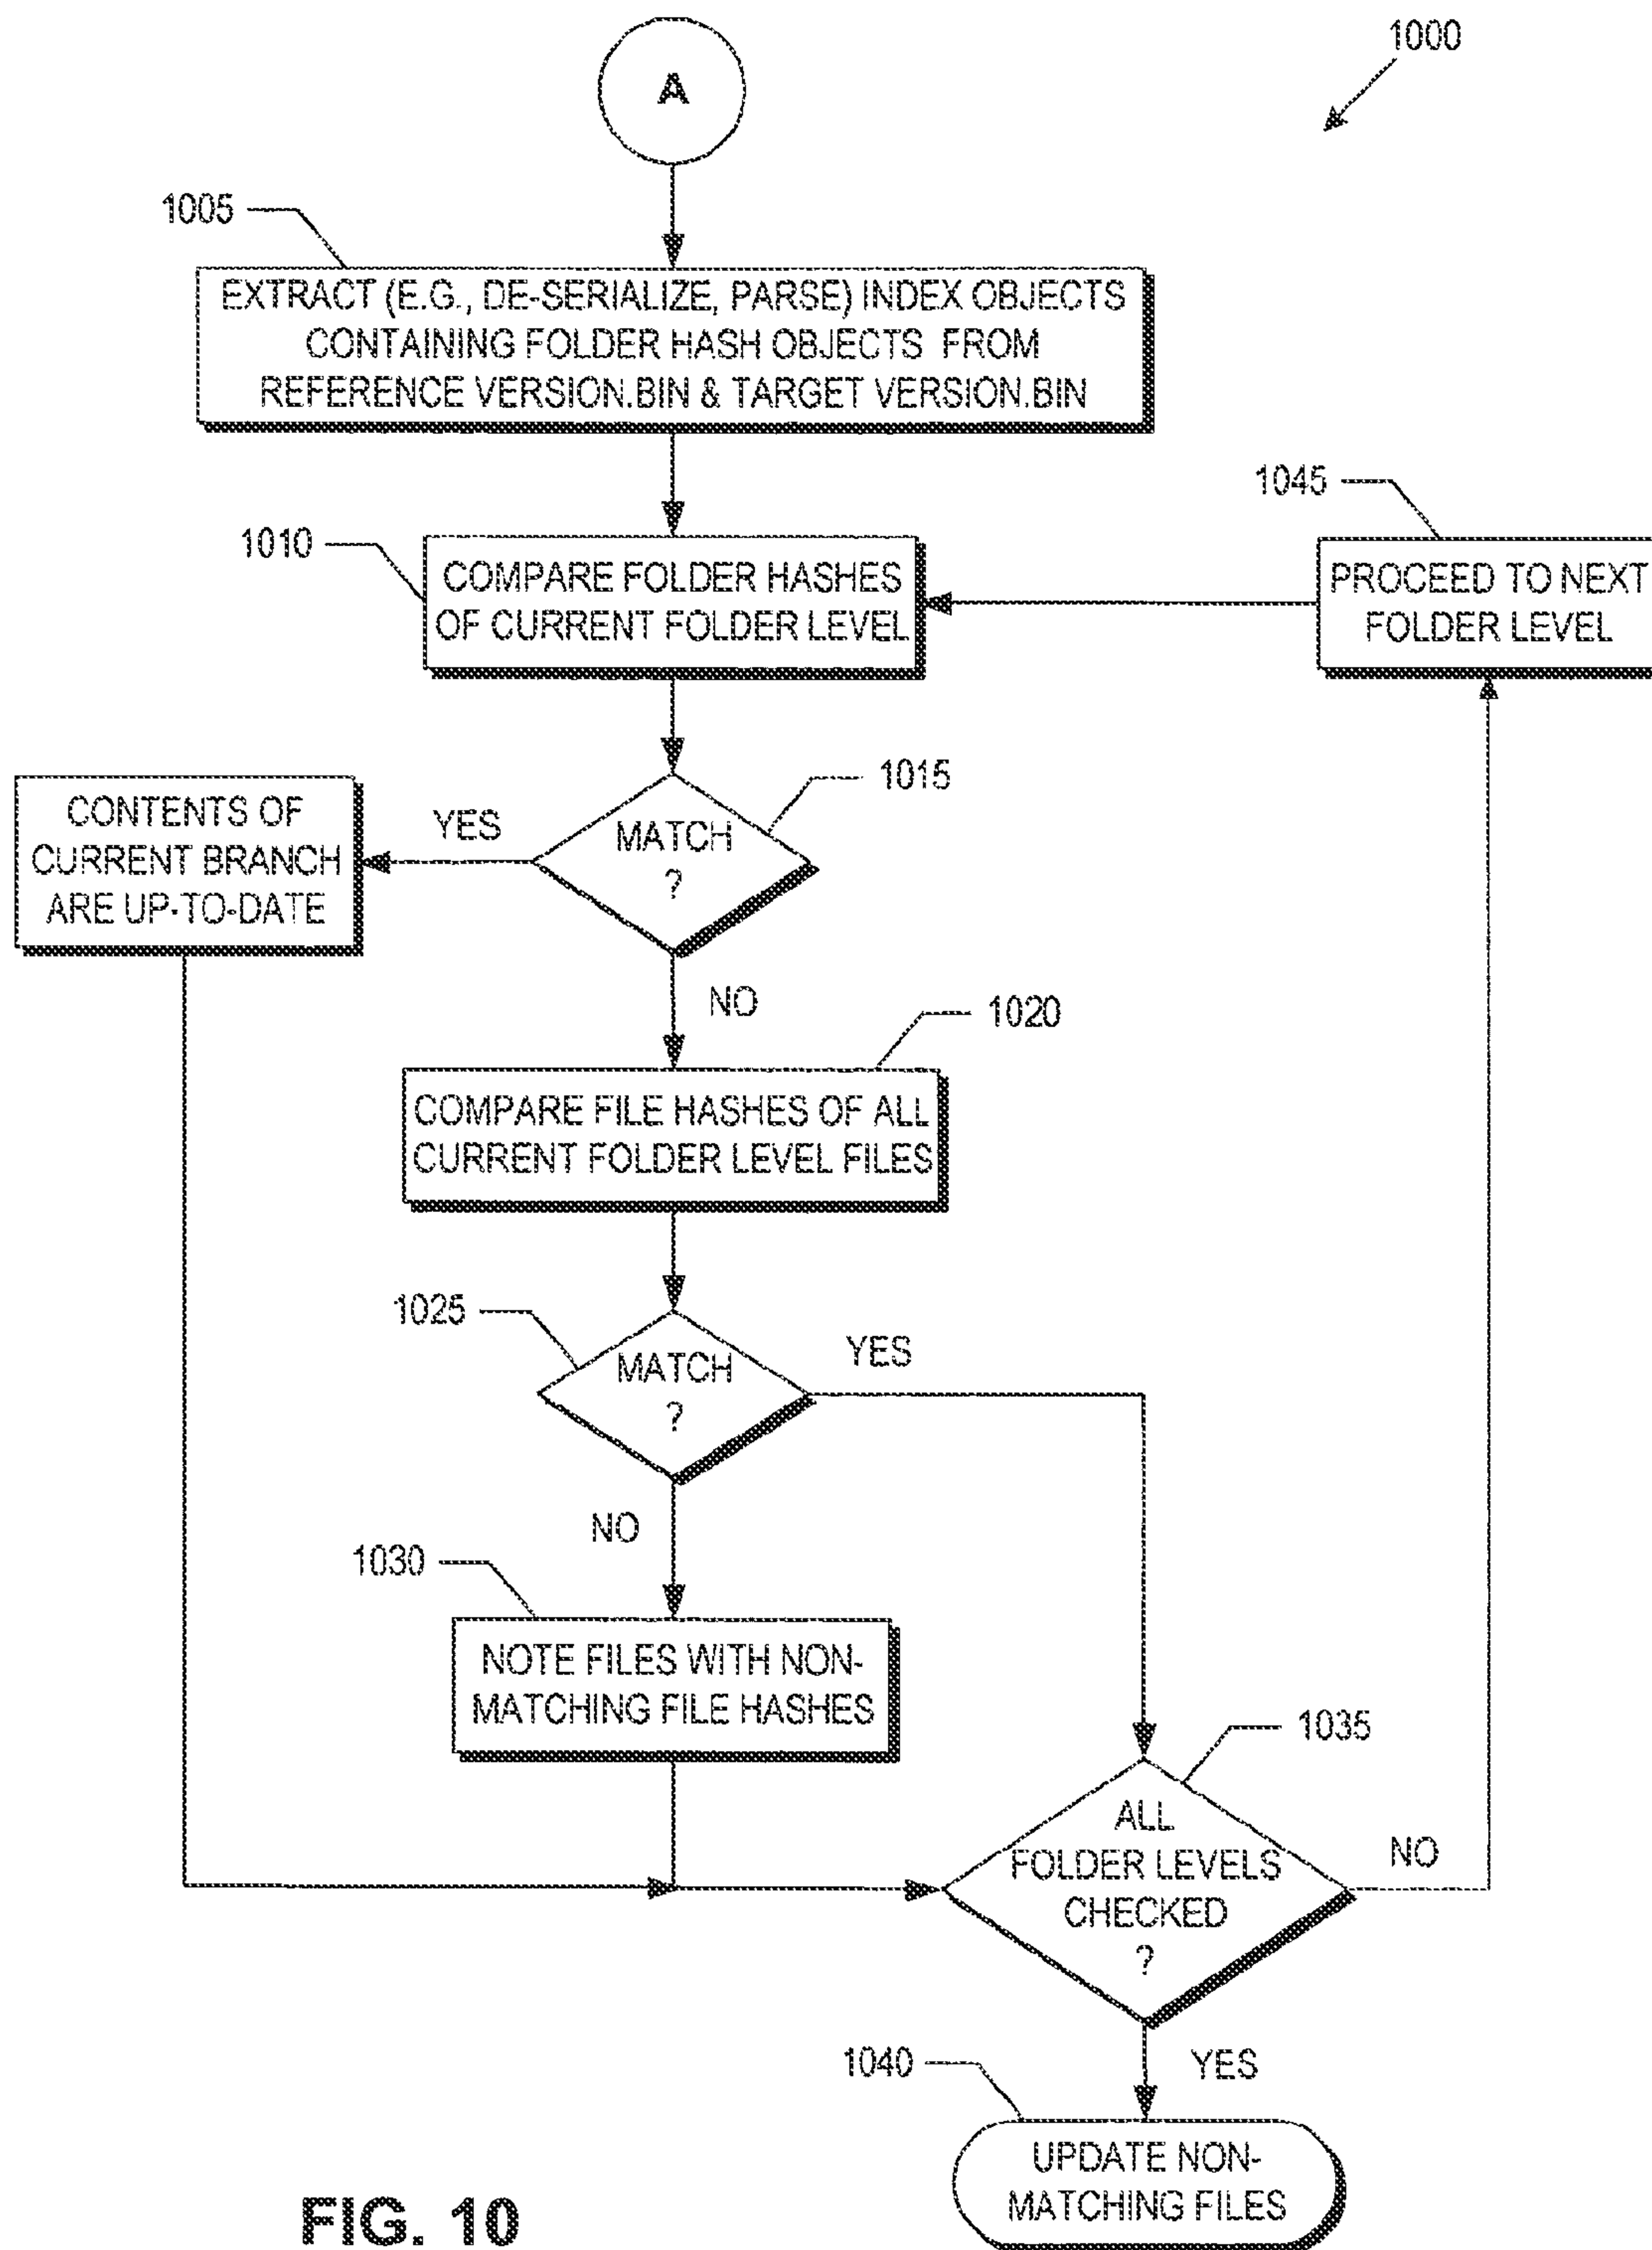 1000
A
1005
EXTRACT (E.G., DE-SERIALIZE, PARSE) INDEX OBJECTS
CONTAINING FOLDER HASH OBJECTS FROM
REFERENCE VERSION.BIN & TARGET VERSION.BIN
1045
1010
COMPARE FOLDER HASHES
OF CURRENT FOLDER LEVEL
PROCEED TO NEXT
FOLDER LEVEL
1015
CONTENTS OF
CURRENT BRANCH
ARE UP-TO-DATE
YES
MATCH
?
NO
1020
COMPARE FILE HASHES OF ALL
CURRENT FOLDER LEVEL FILES
1025
MATCH
?
YES
NO
1030
NOTE FILES WITH NON-
MATCHING FILE HASHES
1035
ALL
FOLDER LEVELS
CHECKED
?
NO
1040
YES
UPDATE NON-
MATCHING FILES
FIG. 10